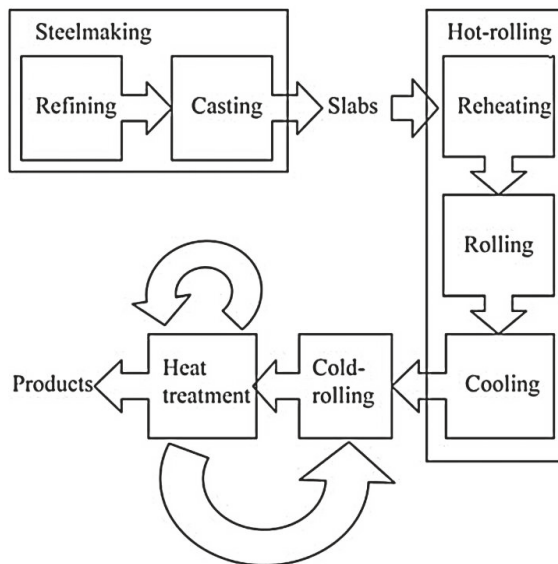 Steelmaking
Hot-rolling
Refining
Casting
Slabs
Reheating
Rolling
Products
Heat
treatment
Cold-
rolling
Cooling